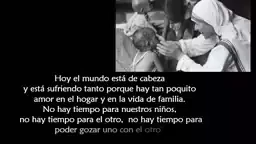 Hoy el mundo está de cabeza
y está sufriendo tanto porque hay tan poquito
amor en el hogar y en la vida de familia.
No hay tiempo para nuestros niños,
no hay tiempo para el otro, no hay tiempo para
poder gozar uno con el otro